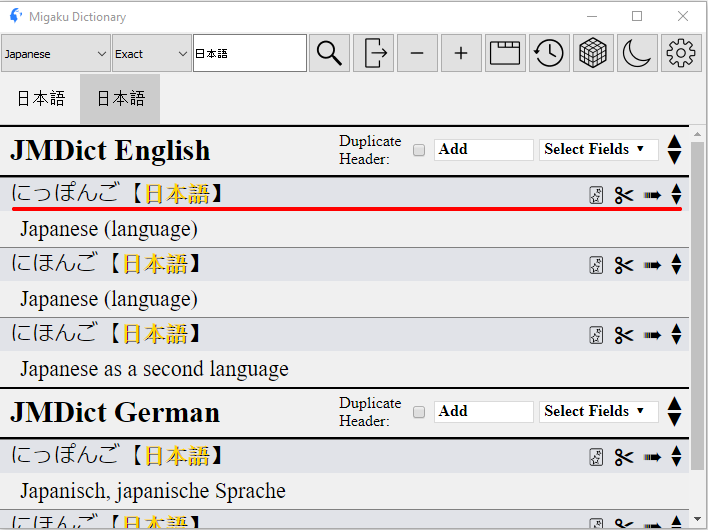 Migaku Dictionary
Japanese Exact 日本語
日本語 日本語
JMDict English Duplicate Header: Add Select Fields ▼
にっぽんご【日本語】
Japanese (language)
にほんご【日本語】
Japanese (language)
にほんご【日本語】
Japanese as a second language
JMDict German Duplicate Header: Add Select Fields ▼
にっぽんご【日本語】
Japanisch, japanische Sprache
にほんご【日本語】